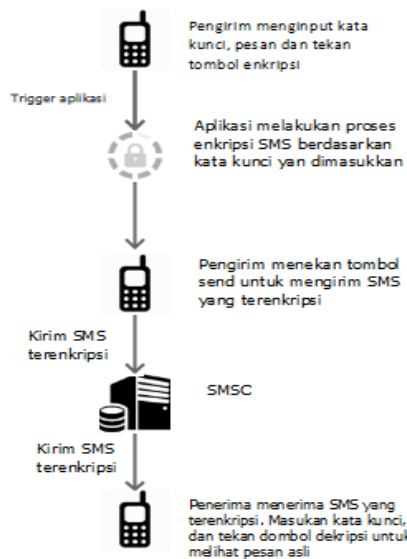 Pengirim menginput kata
kunci, pesan dan tekan
tombol enkripsi
Trigger aplikasi
Aplikasi melakukan proses
enkripsi SMS berdasarkan
kata kunci yan dimasukkan
Pengirim menekan tombol
send untuk mengirim SMS
yang terenkripsi
Kirim SMS
terenkripsi
SMSC
Kirim SMS
terenkripsi
Penerima menerima SMS yang
terenkripsi. Masukan kata kunci,
dan tekan dombol dekripsi untuk
melihat pesan asli